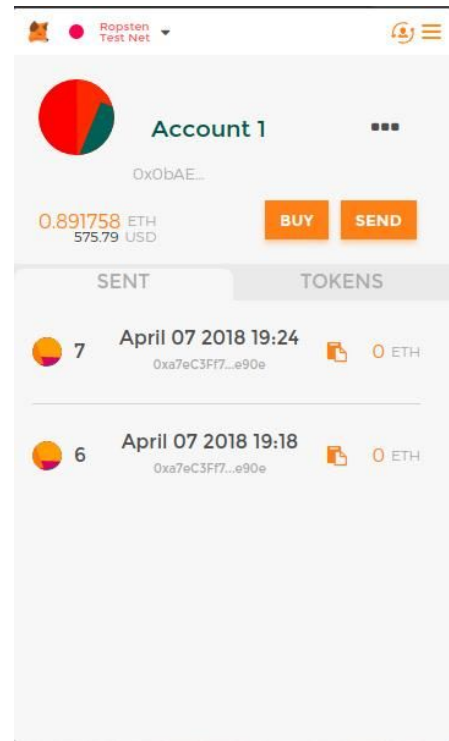 Ropsten
Test Net
Account 1
0x0bAE...
0.891758 ETH
575.79 USD
BUY
SEND
SENT
TOKENS
7
April 07 2018 19:24
0xa7eC3Ff7...e90e
0 ETH
6
April 07 2018 19:18
0xa7eC3Ff7...e90e
0 ETH